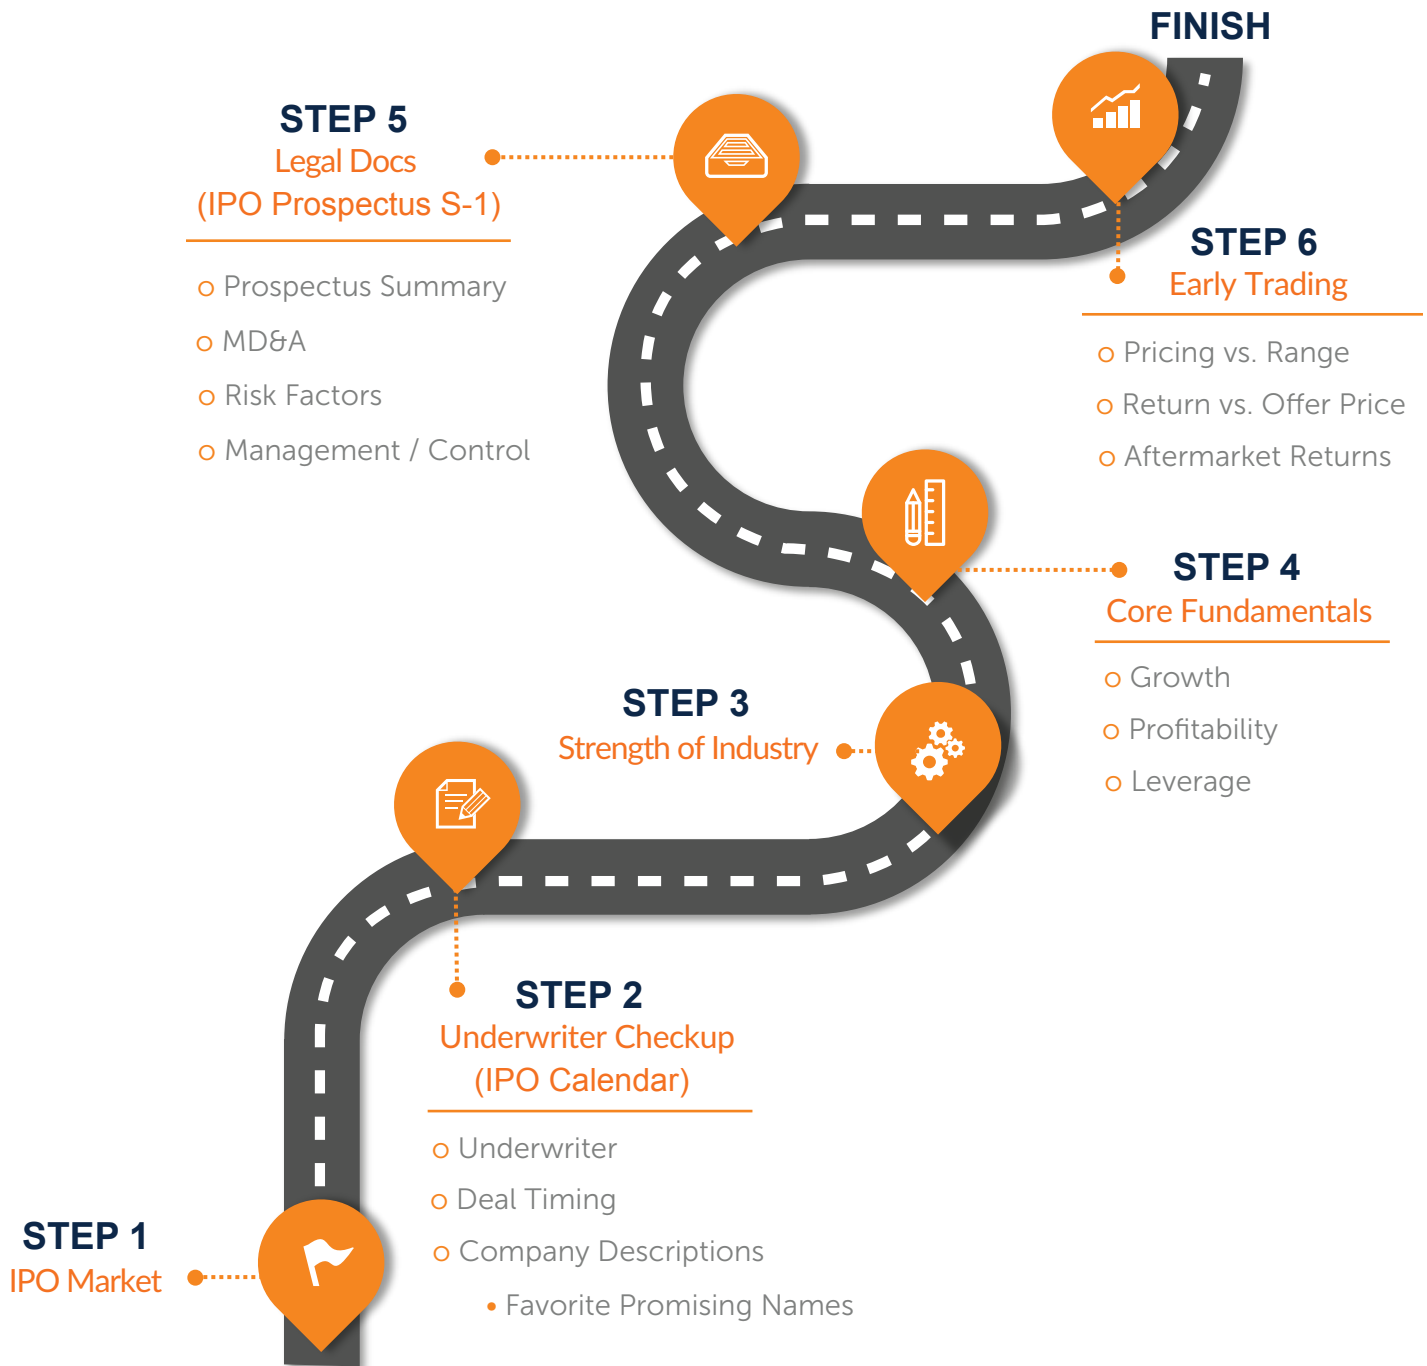 FINISH
STEP 5
Legal Docs
(IPO Prospectus S-1)
o Prospectus Summary
o MD&A
o Risk Factors
o Management / Control
STEP 6
Early Trading
o Pricing vs. Range
o Return vs. Offer Price
o Aftermarket Returns
STEP 4
Core Fundamentals
o Growth
o Profitability
o Leverage
STEP 3
Strength of Industry
STEP 2
Underwriter Checkup
(IPO Calendar)
o Underwriter
o Deal Timing
o Company Descriptions
• Favorite Promising Names
STEP 1
IPO Market